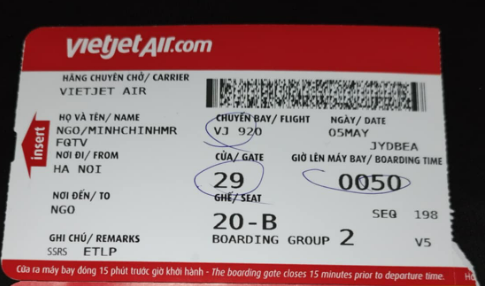 vietjetAir.com
HÃNG CHUYÊN CHỞ/ CARRIER
VIETJET AIR
HỌ VÀ TÊN/ NAME
NGO/MINHCHINHMR
FQTV
CHUYẾN BAY/ FLIGHT
VJ 920
NGÀY/ DATE
05MAY
JYDBEA
insert
NƠI ĐI/ FROM
HA NOI
CỬA/ GATE
29
GIỜ LÊN MÁY BAY/ BOARDING TIME
0050
NƠI ĐẾN/ TO
NGO
GHẾ/ SEAT
20-B
SEQ 198
GHI CHÚ/ REMARKS
SSRS ETLP
BOARDING GROUP 2
V5
Cửa ra máy bay đóng 15 phút trước giờ khởi hành - The boarding gate closes 15 minutes prior to departure time.